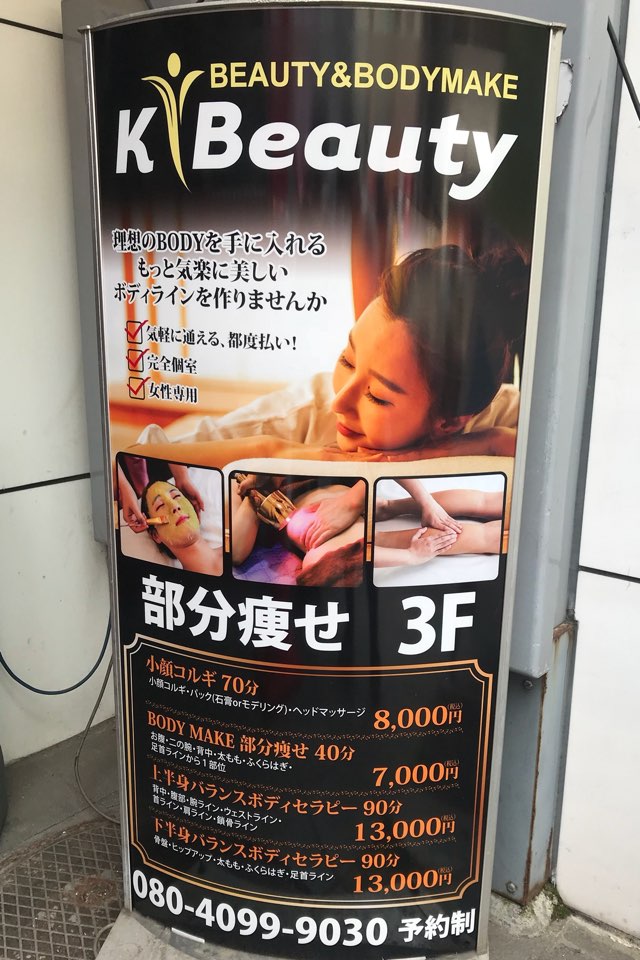 BEAUTY&BODYMAKE
K Beauty
理想のBODYを手に入れる
もっと気楽に美しい
ボディラインを作りませんか
気軽に通える、都度払い!
完全個室
女性専用
部分痩せ 3F
小顔コルギ 70分
小顔コルギ・パック(石膏orモデリング)・ヘッドマッサージ
8,000円(税込)
BODY MAKE 部分痩せ 40分
お腹・二の腕・背中・太もも・ふくらはぎ・
足首ラインから1部位
7,000円(税込)
上半身バランスボディセラピー 90分
背中・腹部・腕ライン・ウェストライン・
首ライン・肩ライン・鎖骨ライン
13,000円(税込)
下半身バランスボディセラピー 90分
骨盤・ヒップアップ・太もも・ふくらはぎ・足首ライン
13,000円(税込)
080-4099-9030 予約制